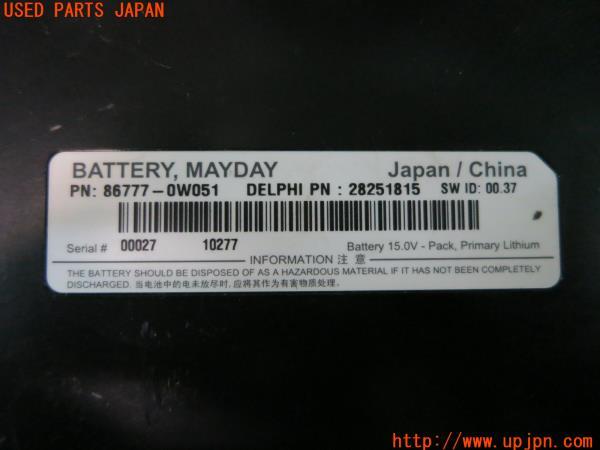 USED PARTS JAPAN
BATTERY, MAYDAY Japan / China
PN: 86777-0W051 DELPHI PN : 28251815 SW ID: 00.37
Serial # 00027 10277 Battery 15.0V - Pack, Primary Lithium
INFORMATION 注 意
THE BATTERY SHOULD BE DISPOSED OF AS A HAZARDOUS MATERIAL IF IT HAS NOT BEEN COMPLETELY
DISCHARGED. 当电池中的电未放尽时,应将其作为有害物质处理.
http://www.upjpn.com/